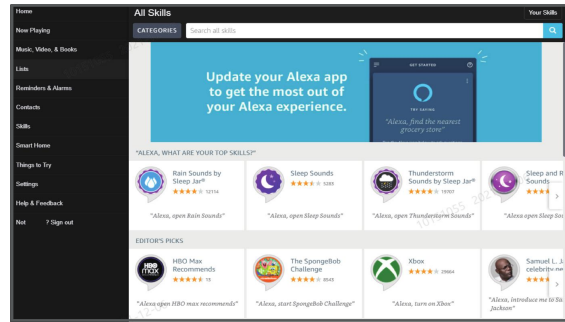 Home
Now Playing
Music, Video, & Books
Lists
Reminders & Alarms
Contacts
Skills
Smart Home
Things to Try
Settings
Help & Feedback
Not ? Sign out
All Skills
Your Skills
CATEGORIES
Search all skills
Update your Alexa app
to get the most out of
your Alexa experience.
GET STARTED
TRY SAYING
"Alexa, find the nearest
grocery store"
"ALEXA, WHAT ARE YOUR TOP SKILLS?"
Rain Sounds by
Sleep Jar®
12114
"Alexa, open Rain Sounds"
Sleep Sounds
5285
"Alexa, open Sleep Sounds"
Thunderstorm
Sounds by Sleep Jar®
"Alexa, open Thunderstorm Sounds"
Sleep and R
Sounds
"Alexa open Sleep So
EDITOR'S PICKS
HBO
max
HBO Max
Recommends
15
"Alexa open HBO max recommends"
The SpongeBob
Challenge
8543
"Alexa, start SpongeBob Challenge"
Xbox
29664
"Alexa, turn on Xbox"
Samuel L. J
celebrity
"Alexa, introduce me to Sa
Jackson"